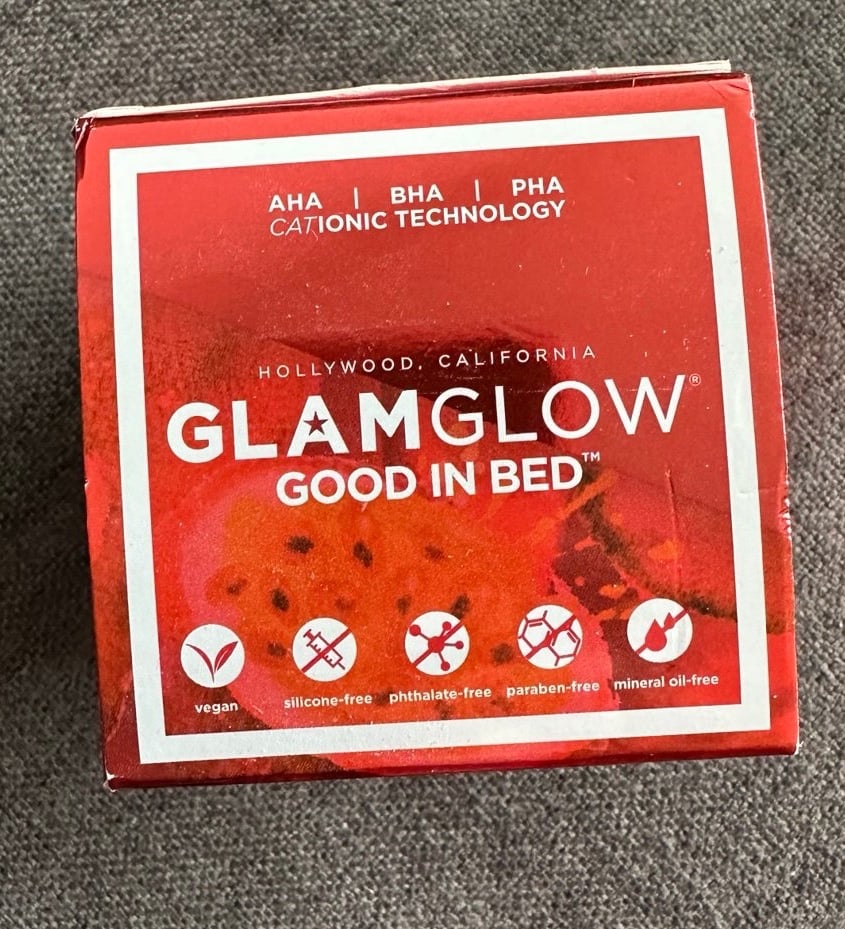 AHA | BHA | PHA
CATIONIC TECHNOLOGY
HOLLYWOOD, CALIFORNIA
GLAMGLOW®
GOOD IN BED™
vegan silicone-free phthalate-free paraben-free mineral oil-free